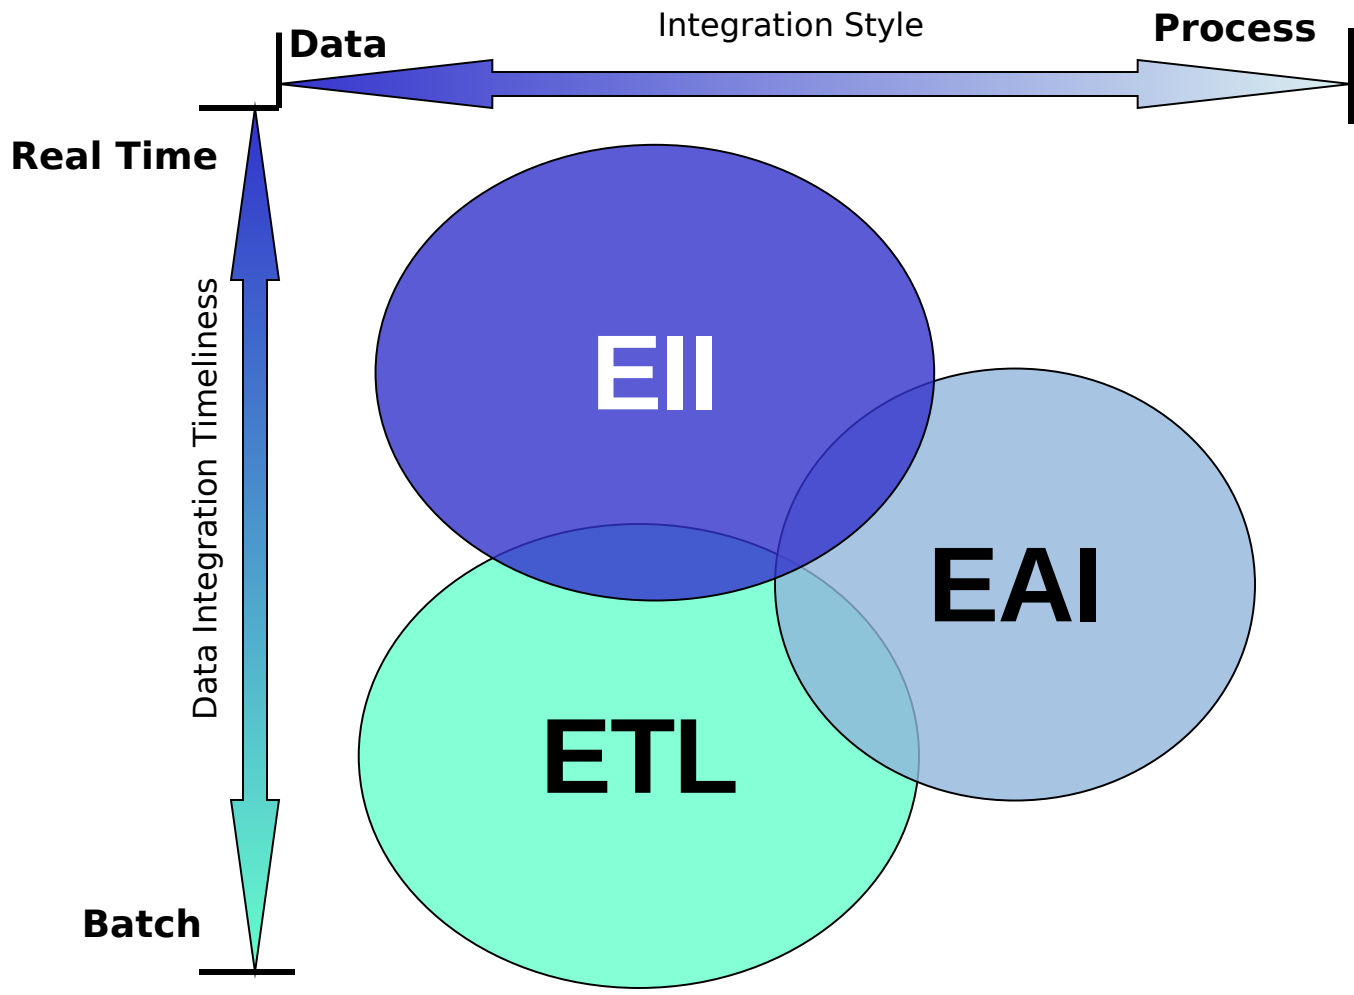 Integration Style
Data
Process
Real Time
Data Integration Timeliness
EII
EAI
ETL
Batch